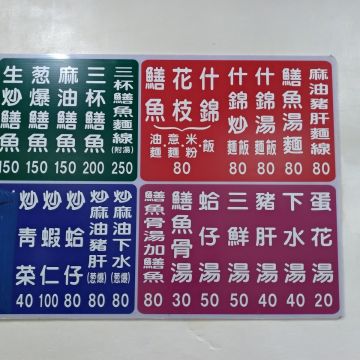 三杯鱔魚麵線(附湯) 250
三杯鱔魚 200
麻油鱔魚 150
葱爆鱔魚 150
生炒鱔魚 150
麻油豬肝麵線 80
鱔魚湯麵 80
什錦湯麵飯 80
什錦炒麵飯 80
什錦
花枝
鱔魚
米粉・飯
意麵
油麵
80
炒麻油下水(葱爆) 80
炒麻油豬肝(葱爆) 80
炒蛤仔 80
炒蝦仁 100
炒青菜 40
蛋花湯 20
下水湯 40
豬肝湯 40
三鮮湯 50
蛤仔湯 50
鱔魚骨湯 30
鱔魚骨湯加鱔魚 80